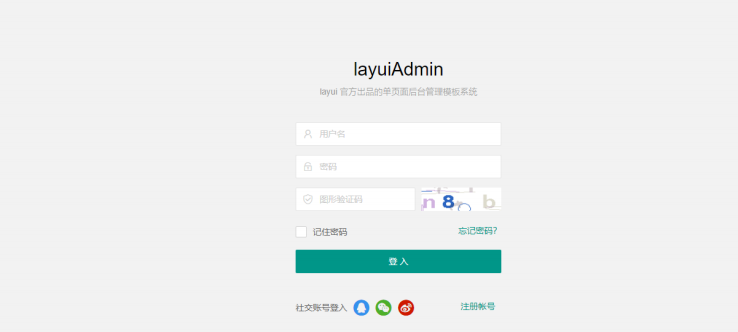 layuiAdmin
layui 官方出品的单页面后台管理模板系统
用户名
密码
图形验证码
n 8 b
记住密码 忘记密码?
登 入
社交账号登入 注册帐号